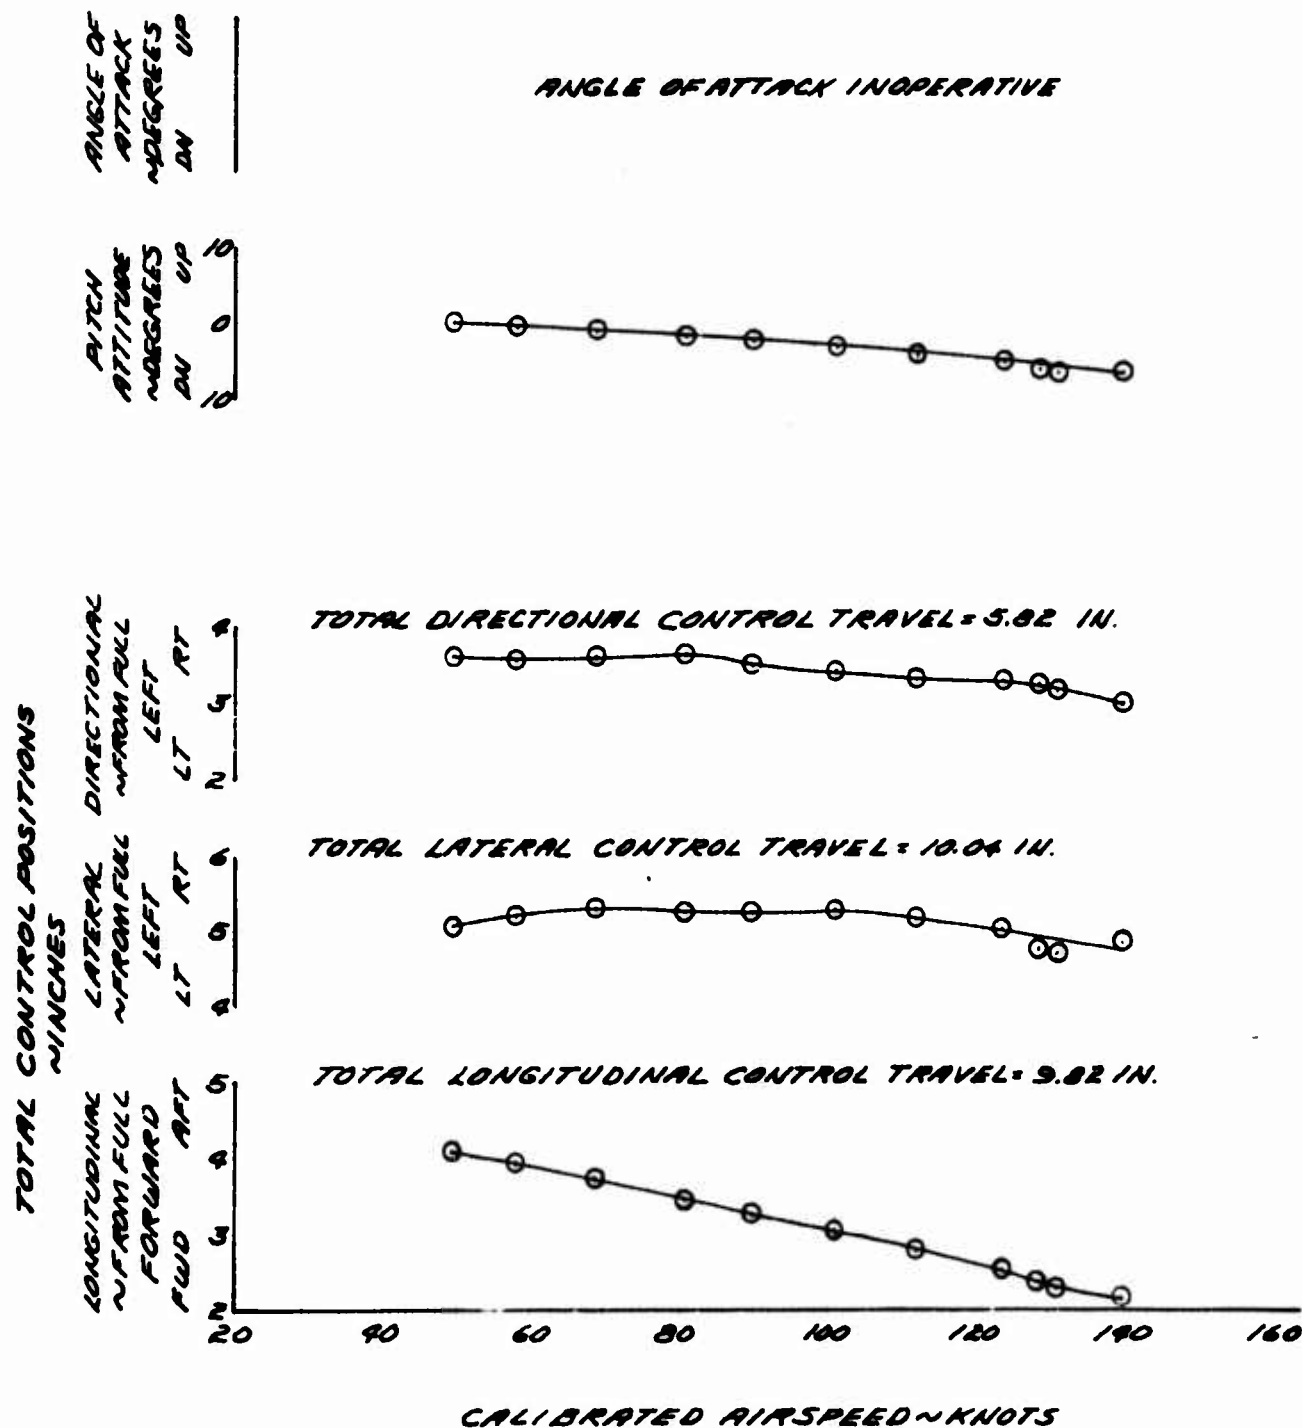 ANGLE OF
ATTACK
~DEGREES
DN UP
ANGLE OF ATTACK INOPERATIVE
PITCH
ATTITUDE
~DEGREES
DN UP
10
0
10
TOTAL CONTROL POSITIONS
~INCHES
DIRECTIONAL
~FROM FULL
LEFT
LT RT
4
3
2
TOTAL DIRECTIONAL CONTROL TRAVEL = 5.82 IN.
LATERAL
~FROM FULL
LEFT
LT RT
6
5
4
TOTAL LATERAL CONTROL TRAVEL = 10.04 IN.
LONGITUDINAL
~FROM FULL
FORWARD
FWD AFT
5
4
3
2
TOTAL LONGITUDINAL CONTROL TRAVEL = 9.82 IN.
20 40 60 80 100 120 140 160
CALIBRATED AIRSPEED ~ KNOTS